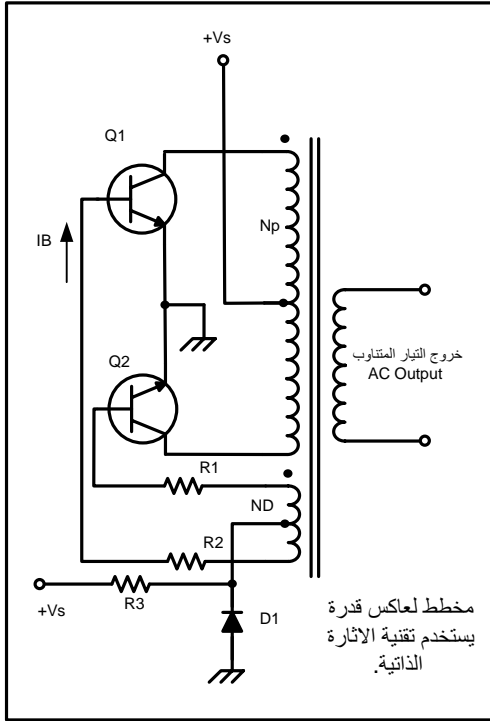 +Vs
Q1
Np
IB
Q2
خروج التيار المتناوب
AC Output
R1
ND
R2
+Vs
R3
D1
مخطط لعاكس قدرة
يستخدم تقنية الاثارة
الذاتية.